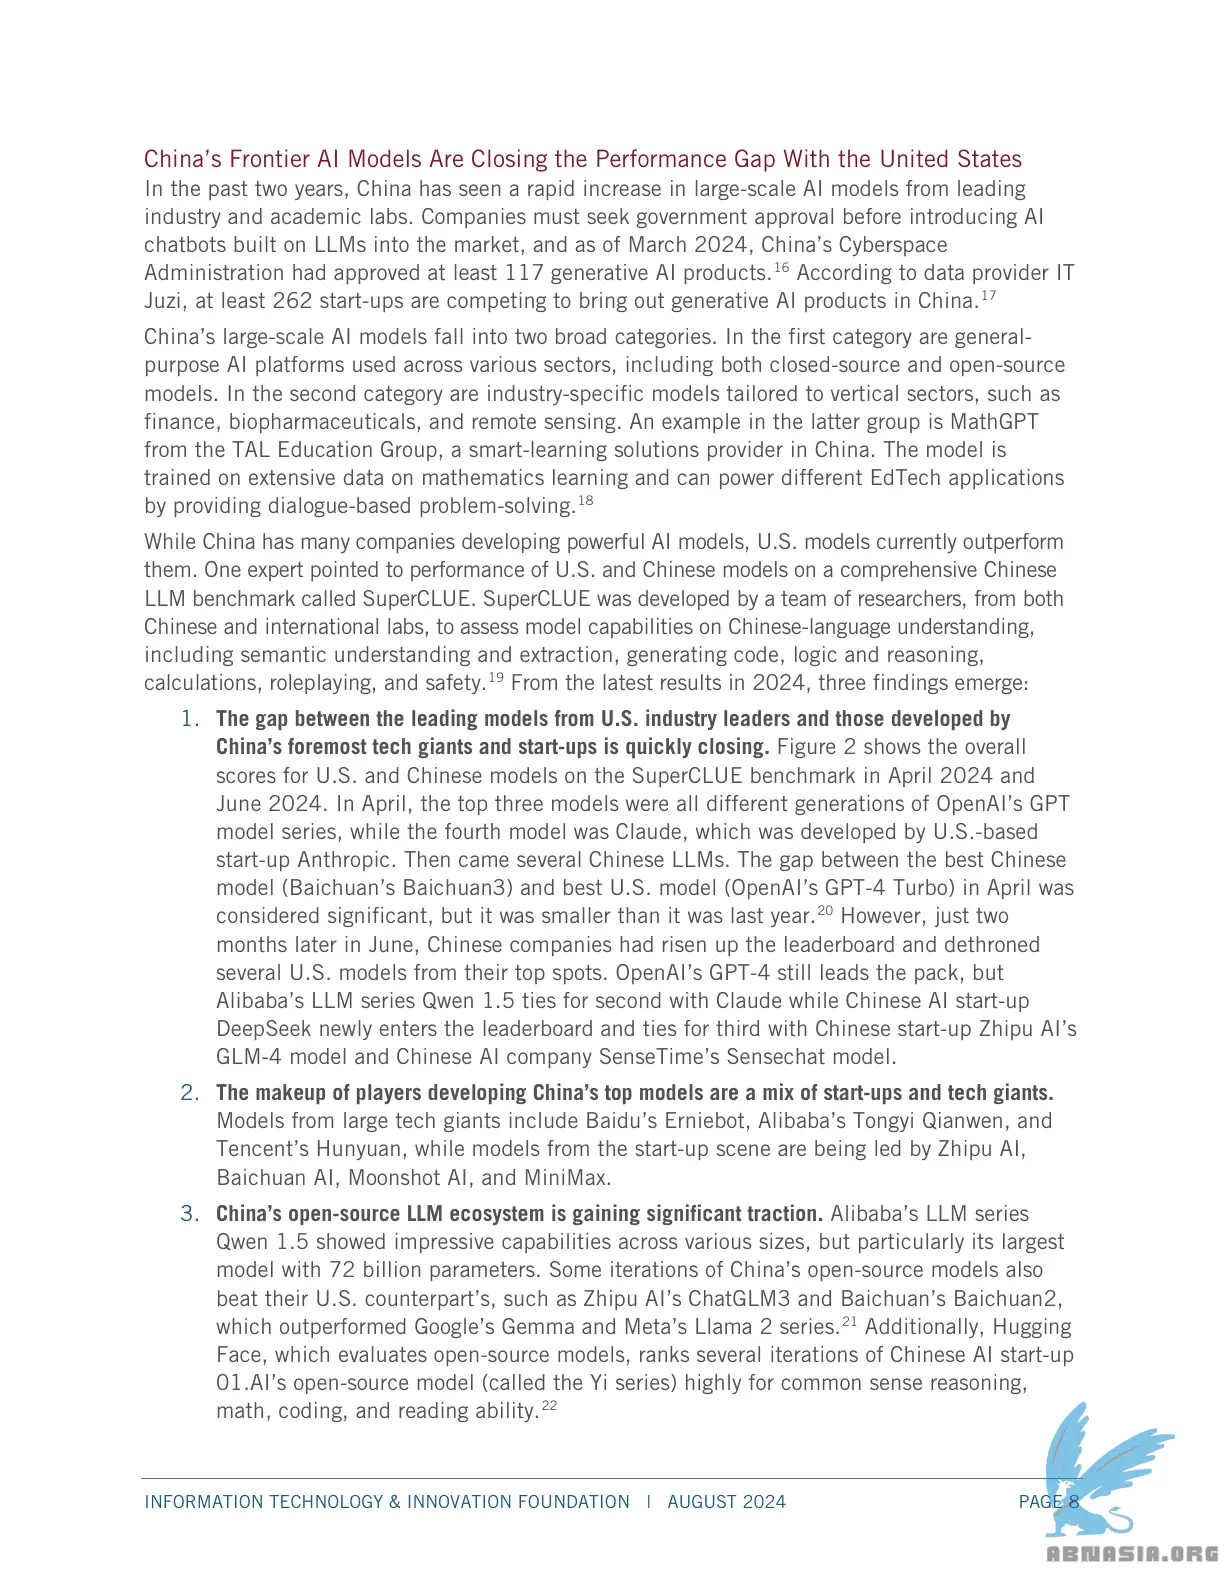 China’s Frontier AI Models Are Closing the Performance Gap With the United States
In the past two years, China has seen a rapid increase in large-scale AI models from leading
industry and academic labs. Companies must seek government approval before introducing AI
chatbots built on LLMs into the market, and as of March 2024, China’s Cyberspace
Administration had approved at least 117 generative AI products.16 According to data provider IT
Juzi, at least 262 start-ups are competing to bring out generative AI products in China.17
China’s large-scale AI models fall into two broad categories. In the first category are general-
purpose AI platforms used across various sectors, including both closed-source and open-source
models. In the second category are industry-specific models tailored to vertical sectors, such as
finance, biopharmaceuticals, and remote sensing. An example in the latter group is MathGPT
from the TAL Education Group, a smart-learning solutions provider in China. The model is
trained on extensive data on mathematics learning and can power different EdTech applications
by providing dialogue-based problem-solving.18
While China has many companies developing powerful AI models, U.S. models currently outperform
them. One expert pointed to performance of U.S. and Chinese models on a comprehensive Chinese
LLM benchmark called SuperCLUE. SuperCLUE was developed by a team of researchers, from both
Chinese and international labs, to assess model capabilities on Chinese-language understanding,
including semantic understanding and extraction, generating code, logic and reasoning,
calculations, roleplaying, and safety.19 From the latest results in 2024, three findings emerge:
1. The gap between the leading models from U.S. industry leaders and those developed by
China’s foremost tech giants and start-ups is quickly closing. Figure 2 shows the overall
scores for U.S. and Chinese models on the SuperCLUE benchmark in April 2024 and
June 2024. In April, the top three models were all different generations of OpenAI’s GPT
model series, while the fourth model was Claude, which was developed by U.S.-based
start-up Anthropic. Then came several Chinese LLMs. The gap between the best Chinese
model (Baichuan’s Baichuan3) and best U.S. model (OpenAI’s GPT-4 Turbo) in April was
considered significant, but it was smaller than it was last year.20 However, just two
months later in June, Chinese companies had risen up the leaderboard and dethroned
several U.S. models from their top spots. OpenAI’s GPT-4 still leads the pack, but
Alibaba’s LLM series Qwen 1.5 ties for second with Claude while Chinese AI start-up
DeepSeek newly enters the leaderboard and ties for third with Chinese start-up Zhipu AI’s
GLM-4 model and Chinese AI company SenseTime’s Sensechat model.
2. The makeup of players developing China’s top models are a mix of start-ups and tech giants.
Models from large tech giants include Baidu’s Erniebot, Alibaba’s Tongyi Qianwen, and
Tencent’s Hunyuan, while models from the start-up scene are being led by Zhipu AI,
Baichuan AI, Moonshot AI, and MiniMax.
3. China’s open-source LLM ecosystem is gaining significant traction. Alibaba’s LLM series
Qwen 1.5 showed impressive capabilities across various sizes, but particularly its largest
model with 72 billion parameters. Some iterations of China’s open-source models also
beat their U.S. counterpart’s, such as Zhipu AI’s ChatGLM3 and Baichuan’s Baichuan2,
which outperformed Google’s Gemma and Meta’s Llama 2 series.21 Additionally, Hugging
Face, which evaluates open-source models, ranks several iterations of Chinese AI start-up
01.AI’s open-source model (called the Yi series) highly for common sense reasoning,
math, coding, and reading ability.22
INFORMATION TECHNOLOGY & INNOVATION FOUNDATION | AUGUST 2024 PAGE 8
ABNASIA.ORG